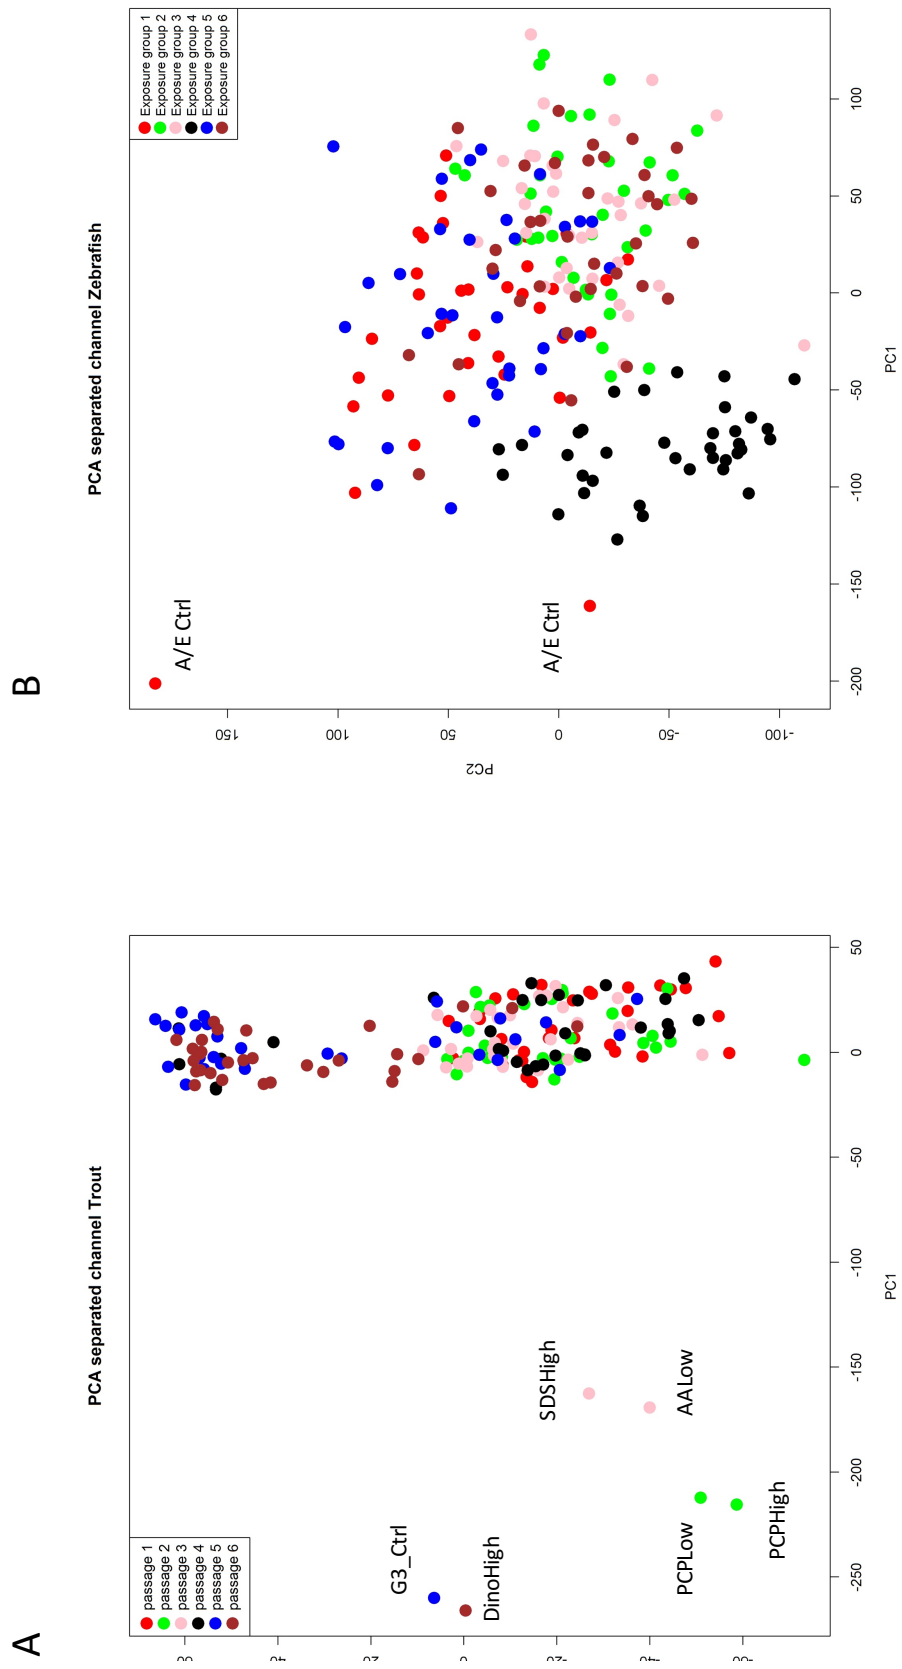 A
PCA separated channel Trout
passage 1
passage 2
passage 3
passage 4
passage 5
passage 6
G3_Ctrl
DinoHigh
SDSHigh
AALow
PCPLow
PCPHigh
-250 -200 -150 -100 -50 0 50
PC1
B
PCA separated channel Zebrafish
Exposure group 1
Exposure group 2
Exposure group 3
Exposure group 4
Exposure group 5
Exposure group 6
A/E Ctrl
A/E Ctrl
PC2
150
100
50
0
-50
-100
-200 -150 -100 -50 0 50 100
PC1